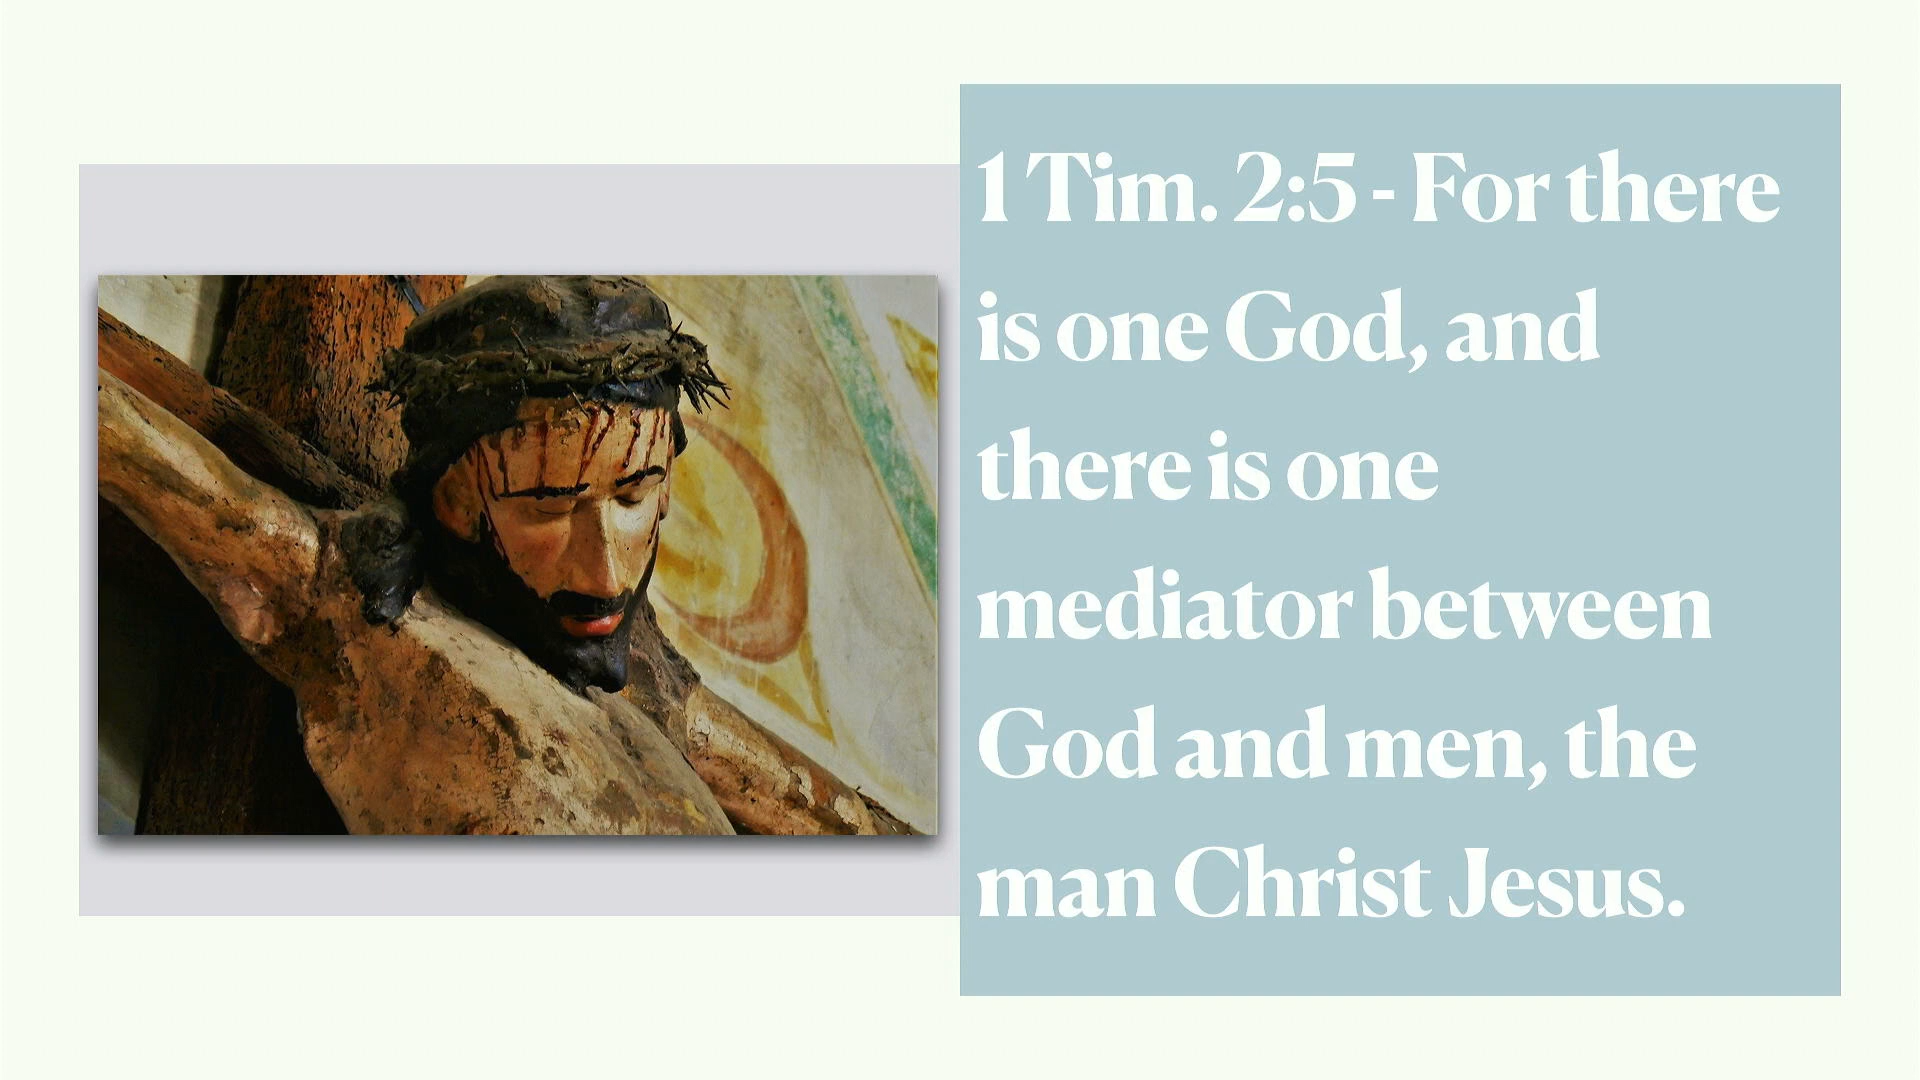 1 Tim. 2:5 - For there
is one God, and
there is one
mediator between
God and men, the
man Christ Jesus.